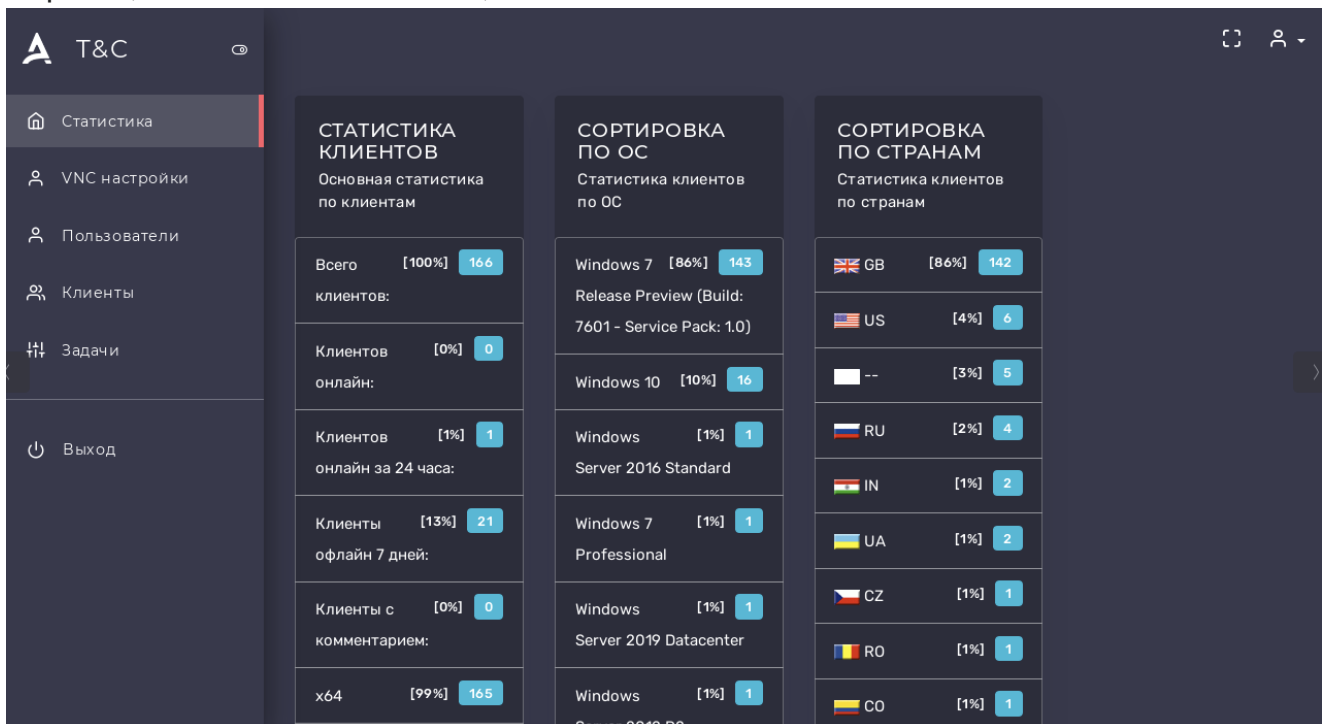 T&C
Статистика
VNC настройки
Пользователи
Клиенты
Задачи
Выход
СТАТИСТИКА
КЛИЕНТОВ
Основная статистика
по клиентам
Всего [100%] 166
клиентов:
Клиентов [0%] 0
онлайн:
Клиентов [1%] 1
онлайн за 24 часа:
Клиенты [13%] 21
офлайн 7 дней:
Клиенты с [0%] 0
комментарием:
x64 [99%] 165
СОРТИРОВКА
ПО ОС
Статистика клиентов
по ОС
Windows 7 [86%] 143
Release Preview (Build:
7601 - Service Pack: 1.0)
Windows 10 [10%] 16
Windows [1%] 1
Server 2016 Standard
Windows 7 [1%] 1
Professional
Windows [1%] 1
Server 2019 Datacenter
Windows [1%] 1
СОРТИРОВКА
ПО СТРАНАМ
Статистика клиентов
по странам
GB [86%] 142
US [4%] 6
-- [3%] 5
RU [2%] 4
IN [1%] 2
UA [1%] 2
CZ [1%] 1
RO [1%] 1
CO [1%] 1